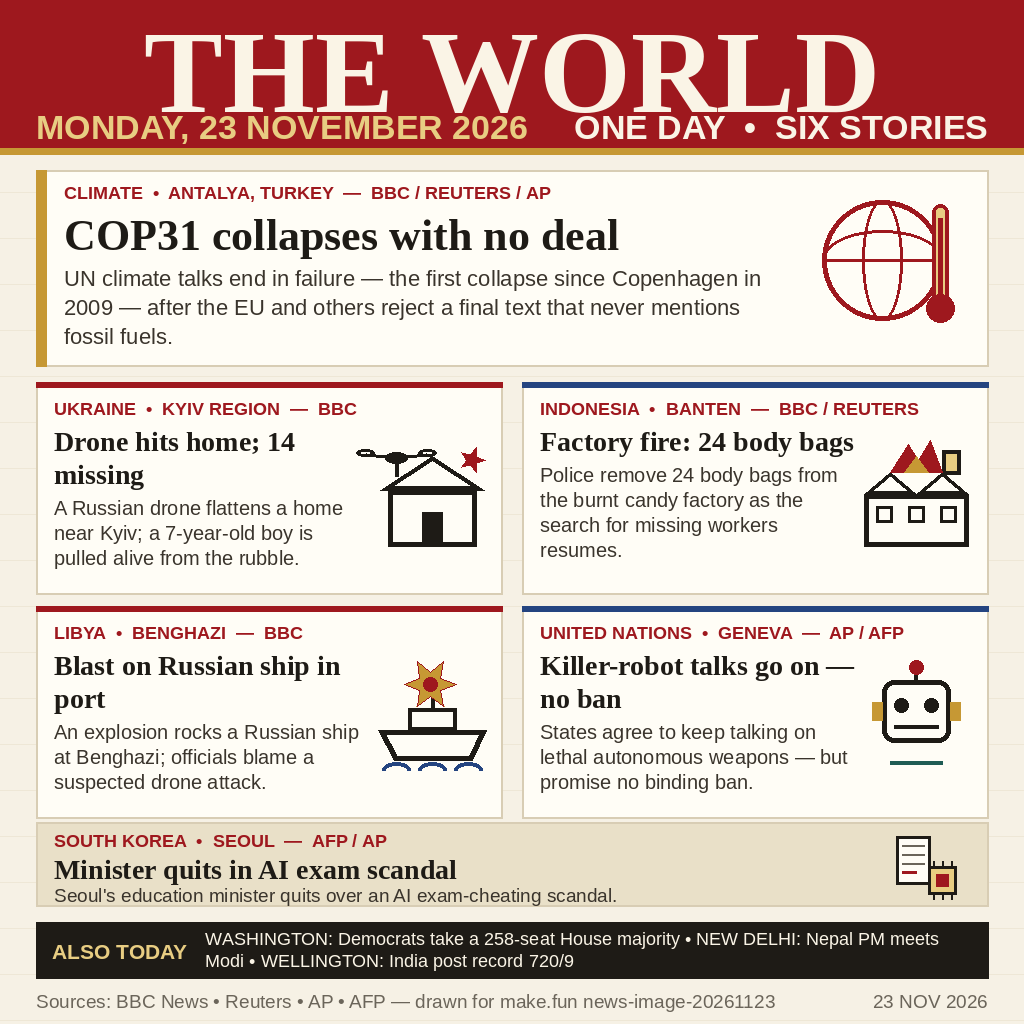 THE WORLD
MONDAY, 23 NOVEMBER 2026 ONE DAY • SIX STORIES
CLIMATE • ANTALYA, TURKEY — BBC / REUTERS / AP
COP31 collapses with no deal
UN climate talks end in failure — the first collapse since Copenhagen in
2009 — after the EU and others reject a final text that never mentions
fossil fuels.
UKRAINE • KYIV REGION — BBC
Drone hits home; 14
missing
A Russian drone flattens a home
near Kyiv; a 7-year-old boy is
pulled alive from the rubble.
INDONESIA • BANTEN — BBC / REUTERS
Factory fire: 24 body bags
Police remove 24 body bags from
the burnt candy factory as the
search for missing workers
resumes.
LIBYA • BENGHAZI — BBC
Blast on Russian ship in
port
An explosion rocks a Russian ship
at Benghazi; officials blame a
suspected drone attack.
UNITED NATIONS • GENEVA — AP / AFP
Killer-robot talks go on —
no ban
States agree to keep talking on
lethal autonomous weapons — but
promise no binding ban.
SOUTH KOREA • SEOUL — AFP / AP
Minister quits in AI exam scandal
Seoul's education minister quits over an AI exam-cheating scandal.
ALSO TODAY
WASHINGTON: Democrats take a 258-seat House majority • NEW DELHI: Nepal PM meets
Modi • WELLINGTON: India post record 720/9
Sources: BBC News • Reuters • AP • AFP — drawn for make.fun news-image-20261123 23 NOV 2026